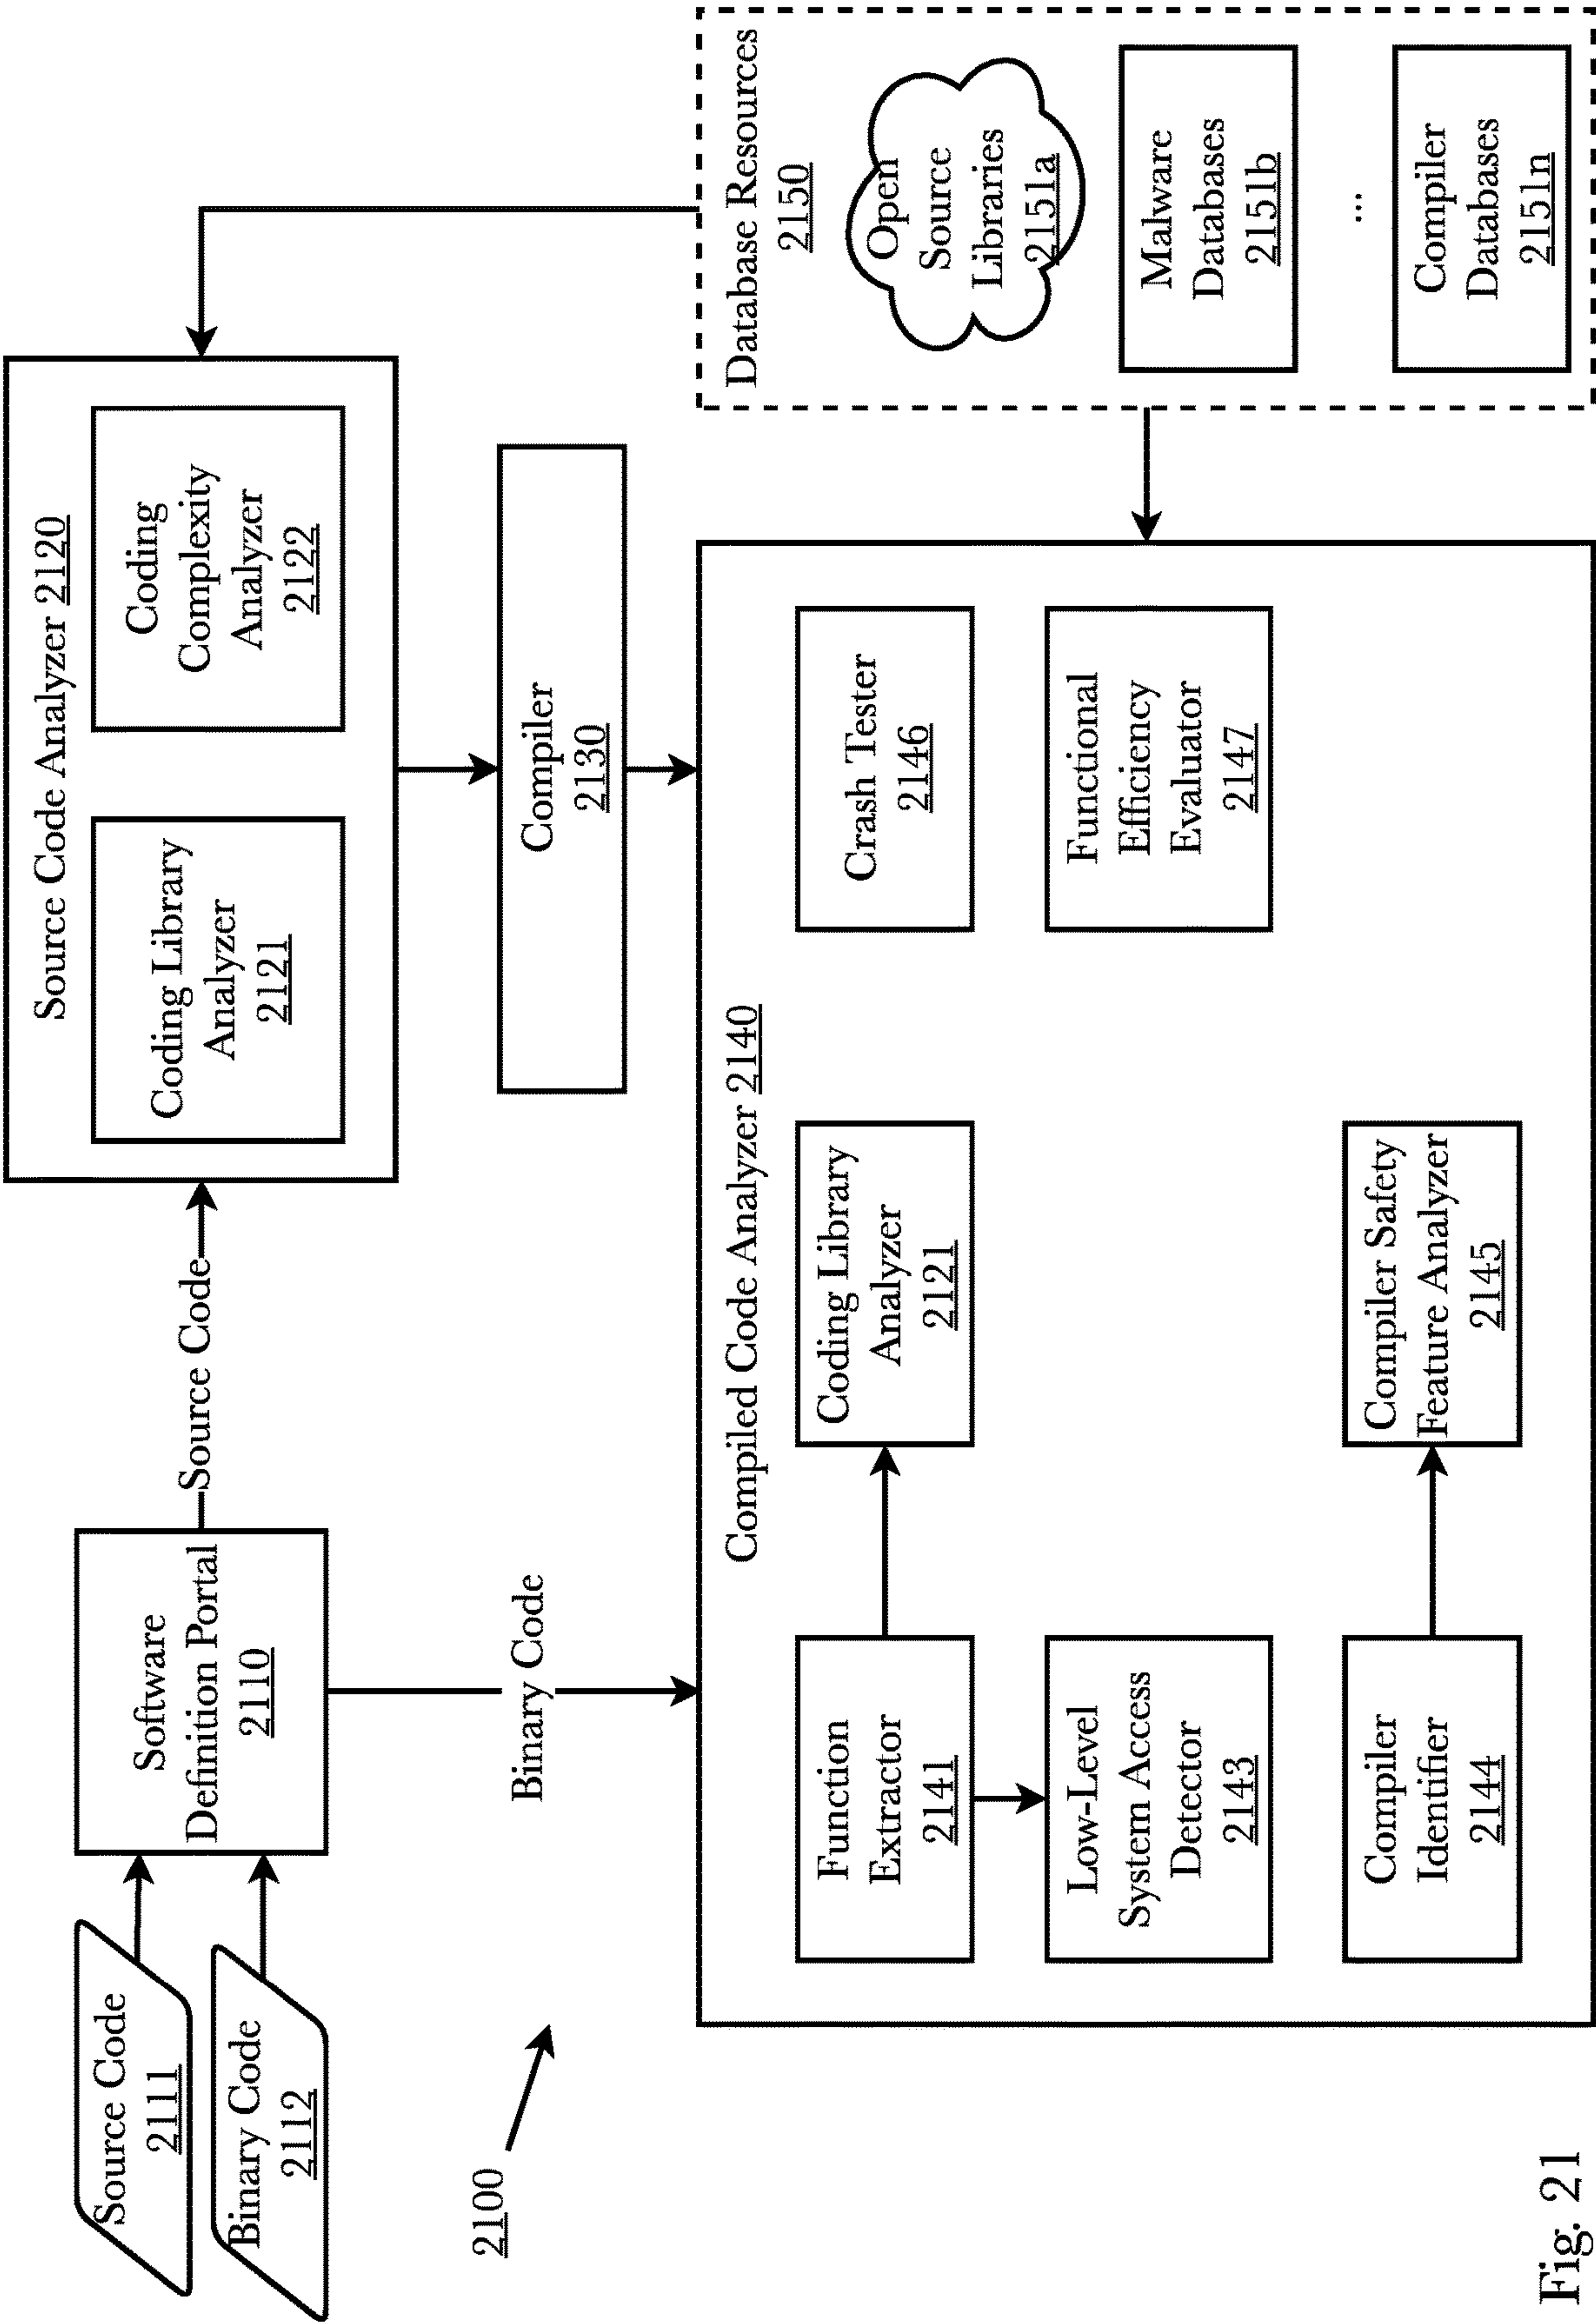 Source Code
2111
Binary Code
2112
Software
Definition Portal
2110
Source Code
Binary Code
Source Code Analyzer 2120
Coding Library
Analyzer
2121
Coding
Complexity
Analyzer
2122
Compiler
2130
2100
Compiled Code Analyzer 2140
Function
Extractor
2141
Coding Library
Analyzer
2121
Crash Tester
2146
Low-Level
System Access
Detector
2143
Functional
Efficiency
Evaluator
2147
Compiler
Identifier
2144
Compiler Safety
Feature Analyzer
2145
Database Resources
2150
Open
Source
Libraries
2151a
Malware
Databases
2151b
...
Compiler
Databases
2151n
Fig. 21